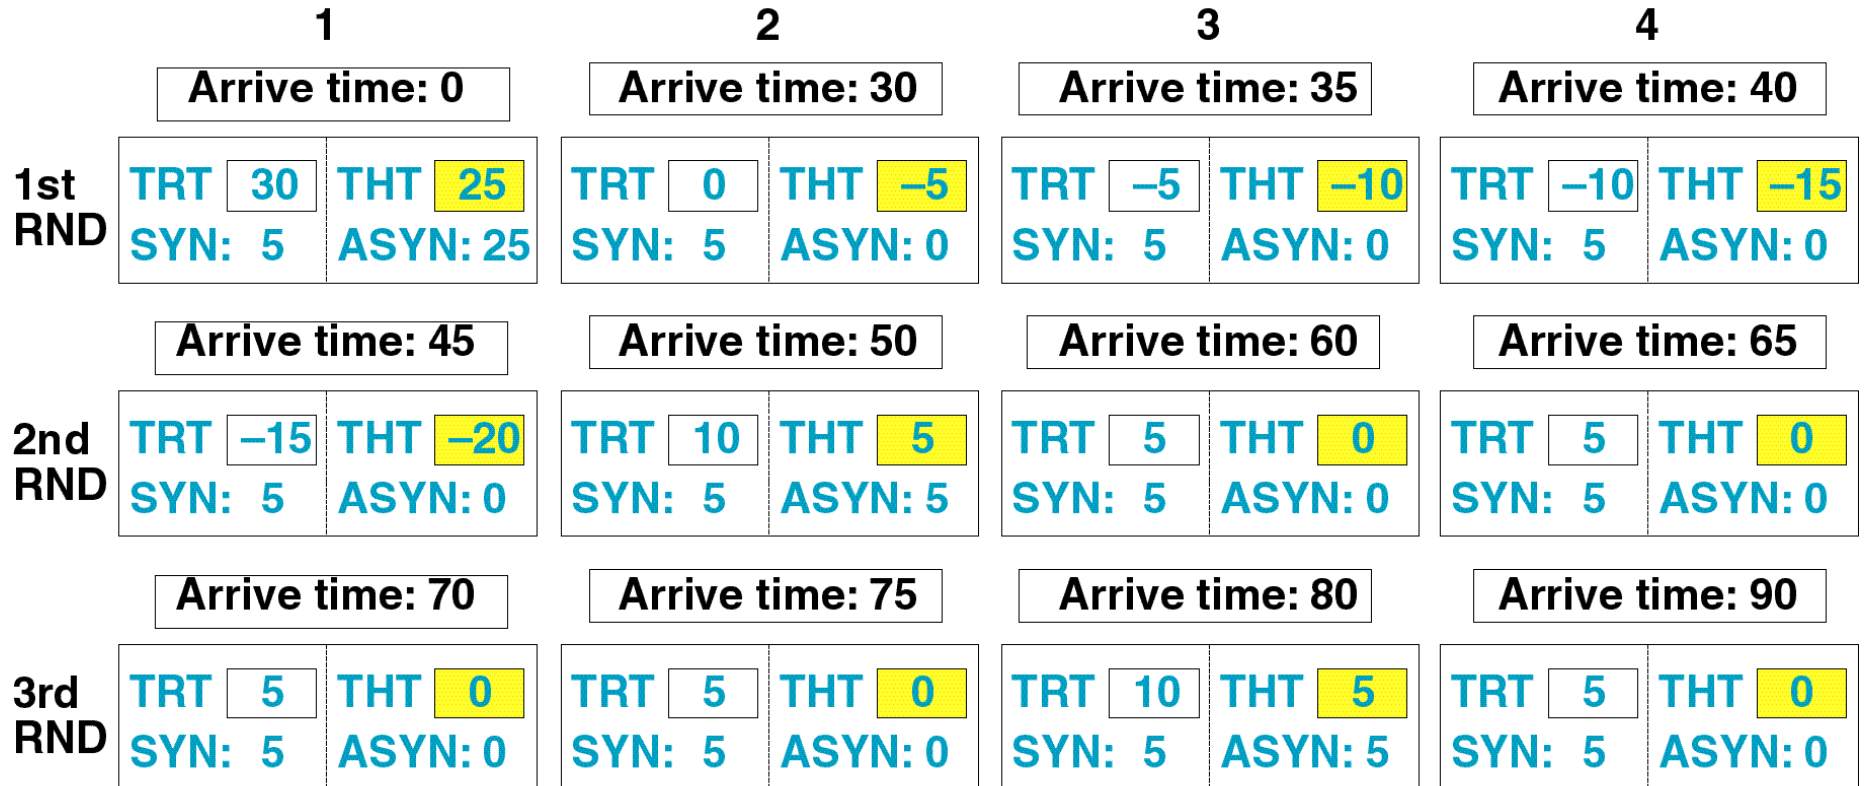 1 2 3 4
Arrive time: 0 Arrive time: 30 Arrive time: 35 Arrive time: 40
1st RND
TRT 30 THT 25 TRT 0 THT –5 TRT –5 THT –10 TRT –10 THT –15
SYN: 5 ASYN: 25 SYN: 5 ASYN: 0 SYN: 5 ASYN: 0 SYN: 5 ASYN: 0
Arrive time: 45 Arrive time: 50 Arrive time: 60 Arrive time: 65
2nd RND
TRT –15 THT –20 TRT 10 THT 5 TRT 5 THT 0 TRT 5 THT 0
SYN: 5 ASYN: 0 SYN: 5 ASYN: 5 SYN: 5 ASYN: 0 SYN: 5 ASYN: 0
Arrive time: 70 Arrive time: 75 Arrive time: 80 Arrive time: 90
3rd RND
TRT 5 THT 0 TRT 5 THT 0 TRT 10 THT 5 TRT 5 THT 0
SYN: 5 ASYN: 0 SYN: 5 ASYN: 0 SYN: 5 ASYN: 5 SYN: 5 ASYN: 0